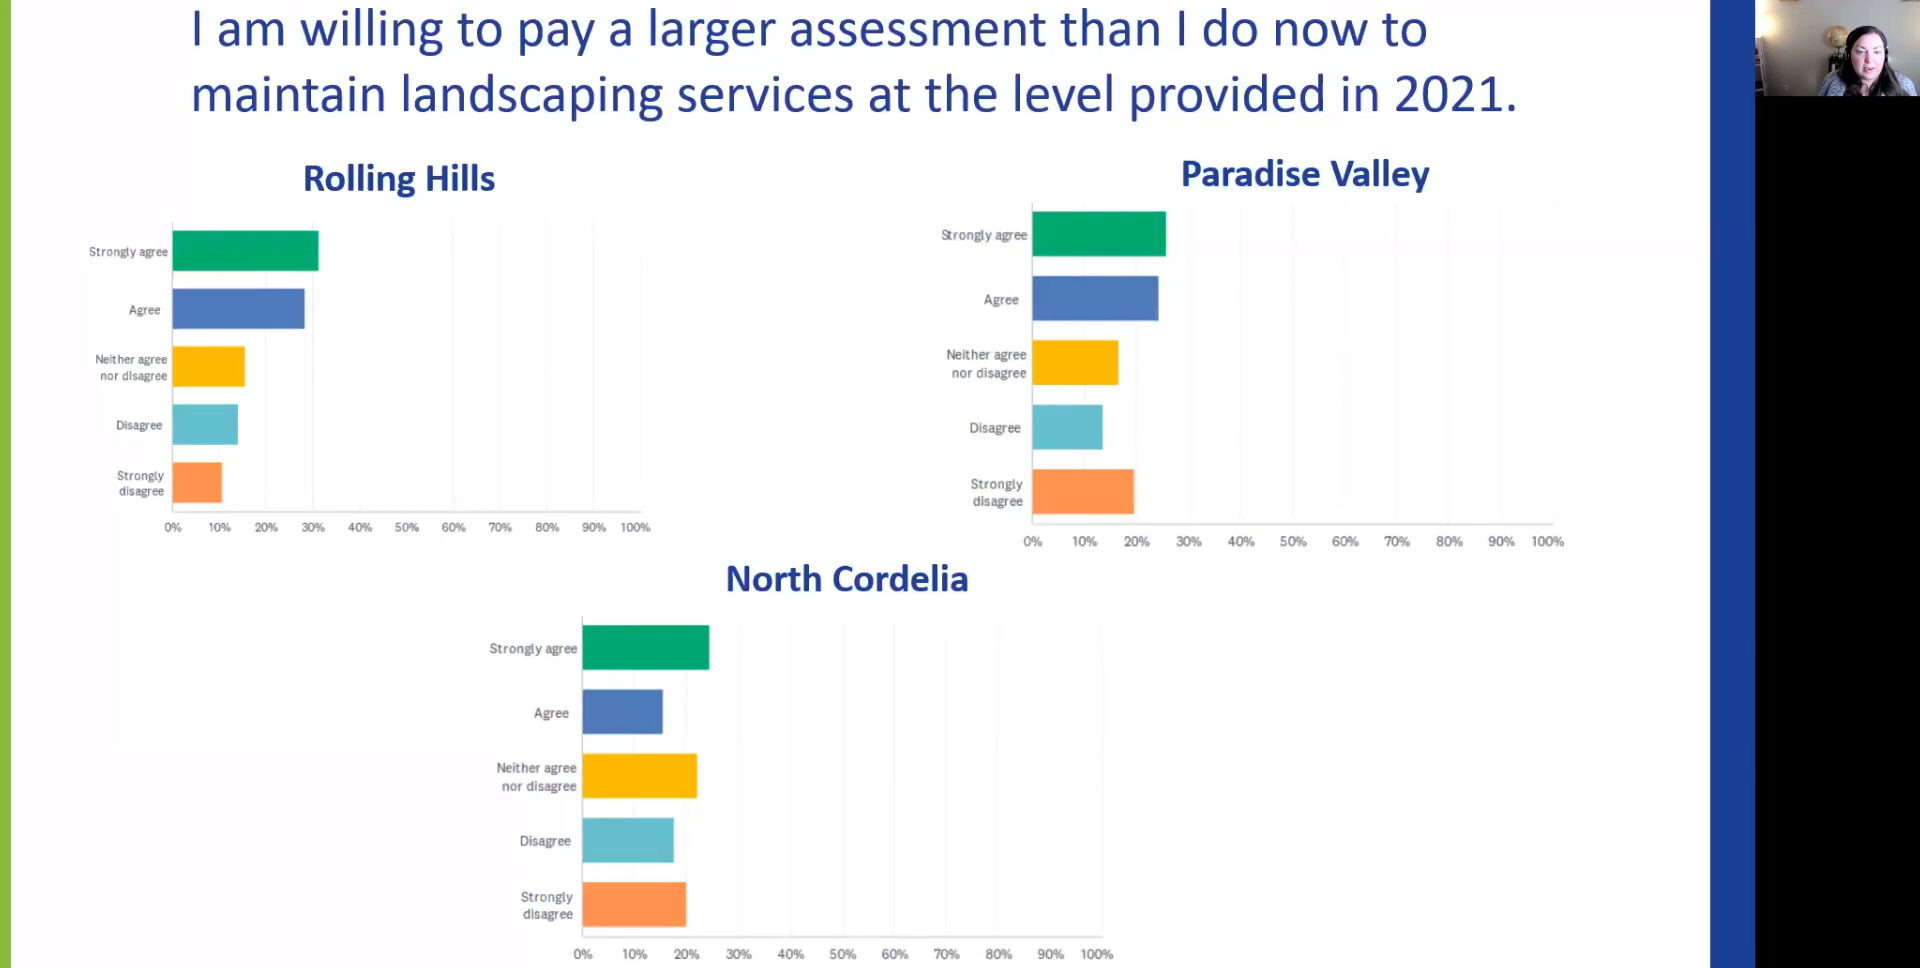 I am willing to pay a larger assessment than I do now to
maintain landscaping services at the level provided in 2021.
Rolling Hills
Strongly agree
Agree
Neither agree
nor disagree
Disagree
Strongly
disagree
0% 10% 20% 30% 40% 50% 60% 70% 80% 90% 100%
Paradise Valley
Strongly agree
Agree
Neither agree
nor disagree
Disagree
Strongly
disagree
0% 10% 20% 30% 40% 50% 60% 70% 80% 90% 100%
North Cordelia
Strongly agree
Agree
Neither agree
nor disagree
Disagree
Strongly
disagree
0% 10% 20% 30% 40% 50% 60% 70% 80% 90% 100%